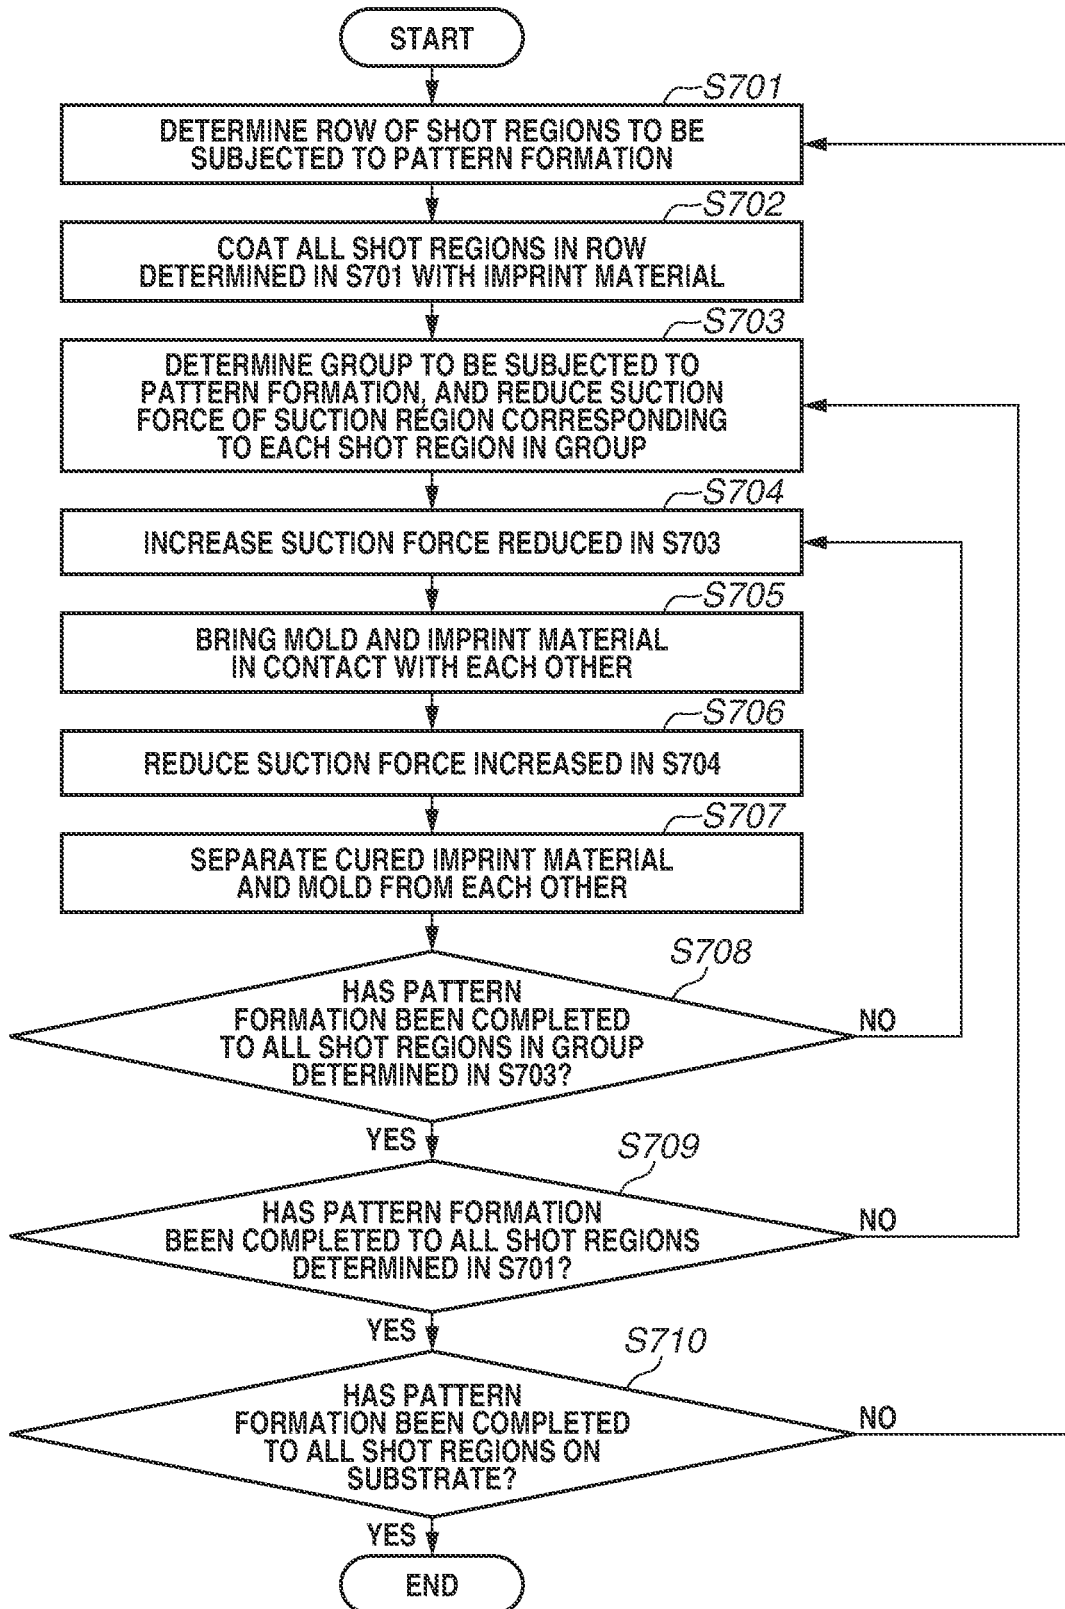 START
S701
DETERMINE ROW OF SHOT REGIONS TO BE
SUBJECTED TO PATTERN FORMATION
S702
COAT ALL SHOT REGIONS IN ROW
DETERMINED IN S701 WITH IMPRINT MATERIAL
S703
DETERMINE GROUP TO BE SUBJECTED TO
PATTERN FORMATION, AND REDUCE SUCTION
FORCE OF SUCTION REGION CORRESPONDING
TO EACH SHOT REGION IN GROUP
S704
INCREASE SUCTION FORCE REDUCED IN S703
S705
BRING MOLD AND IMPRINT MATERIAL
IN CONTACT WITH EACH OTHER
S706
REDUCE SUCTION FORCE INCREASED IN S704
S707
SEPARATE CURED IMPRINT MATERIAL
AND MOLD FROM EACH OTHER
S708
HAS PATTERN
FORMATION BEEN COMPLETED
TO ALL SHOT REGIONS IN GROUP
DETERMINED IN S703?
NO
YES
S709
HAS PATTERN FORMATION
BEEN COMPLETED TO ALL SHOT REGIONS
DETERMINED IN S701?
NO
YES
S710
HAS PATTERN
FORMATION BEEN COMPLETED
TO ALL SHOT REGIONS ON
SUBSTRATE?
NO
YES
END